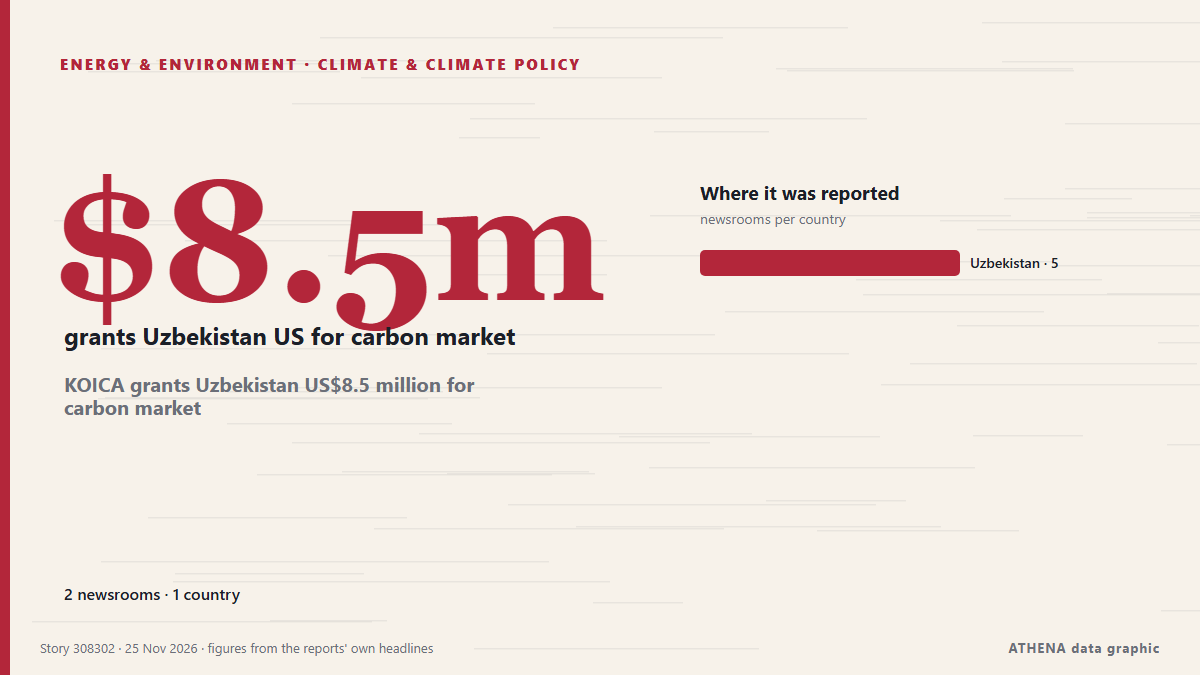 ENERGY & ENVIRONMENT · CLIMATE & CLIMATE POLICY
$8.5m
grants Uzbekistan US for carbon market
KOICA grants Uzbekistan US$8.5 million for
carbon market
Where it was reported
newsrooms per country
Uzbekistan · 5
2 newsrooms · 1 country
Story 308302 · 25 Nov 2026 · figures from the reports' own headlines
ATHENA data graphic